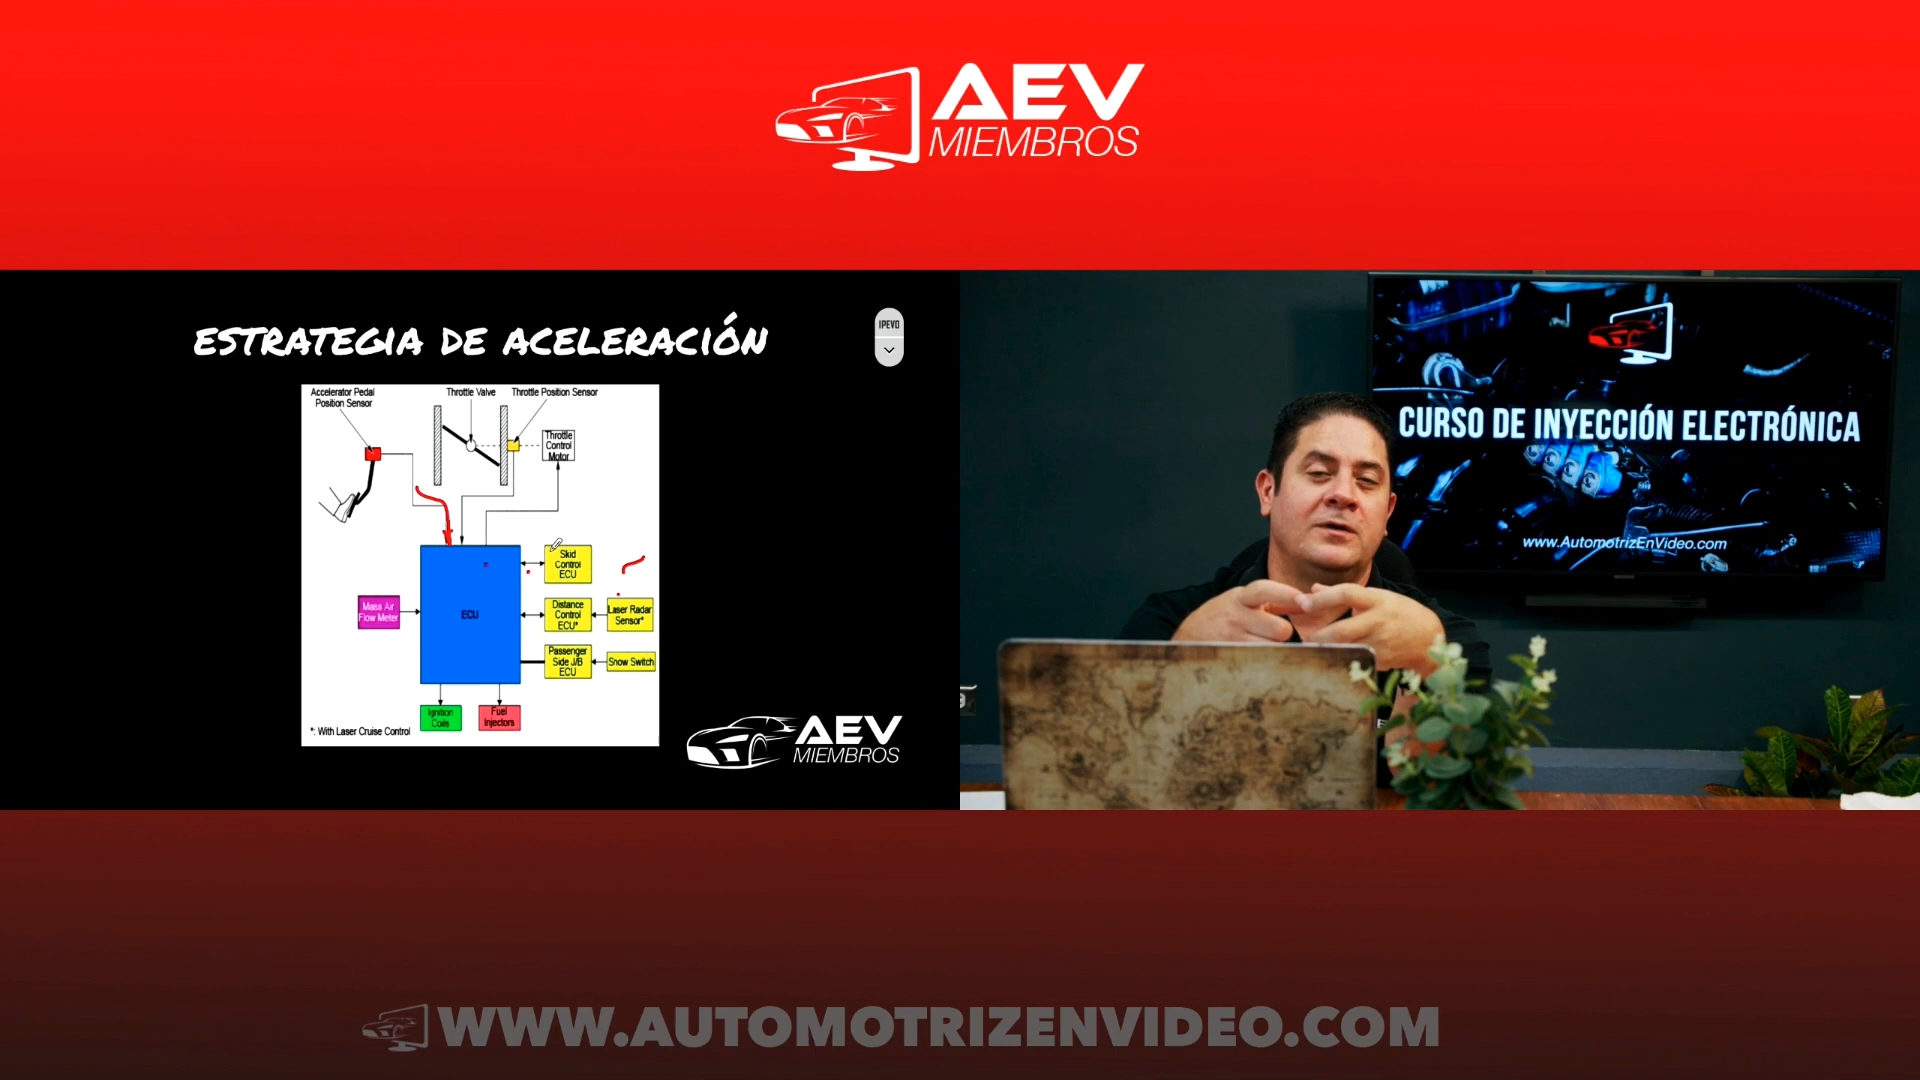 AEV
MIEMBROS
ESTRATEGIA DE ACELERACIÓN
IPEVO
Accelerator Pedal
Position Sensor
Throttle Valve
Throttle Position Sensor
Throttle
Control
Motor
Skid
Control
ECU
Mass Air
Flow Meter
ECU
Distance
Control
ECU*
Laser Radar
Sensor*
Passenger
Side J/B
ECU
Snow Switch
Ignition
Coils
Fuel
Injectors
*: With Laser Cruise Control
AEV
MIEMBROS
CURSO DE INYECCIÓN ELECTRÓNICA
www.AutomotrizEnVideo.com
WWW.AUTOMOTRIZENVIDEO.COM